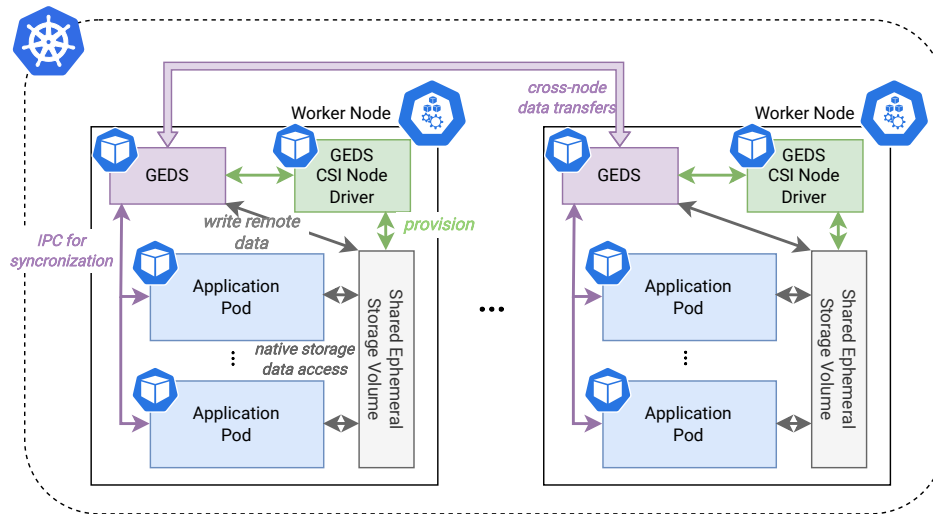 cross-node
data transfers
Worker Node
Worker Node
GEDS
GEDS
CSI Node
Driver
GEDS
GEDS
CSI Node
Driver
write remote
data
provision
IPC for
syncronization
Application
Pod
Shared Ephemeral
Storage Volume
...
Application
Pod
Shared Ephemeral
Storage Volume
native storage
data access
Application
Pod
Application
Pod